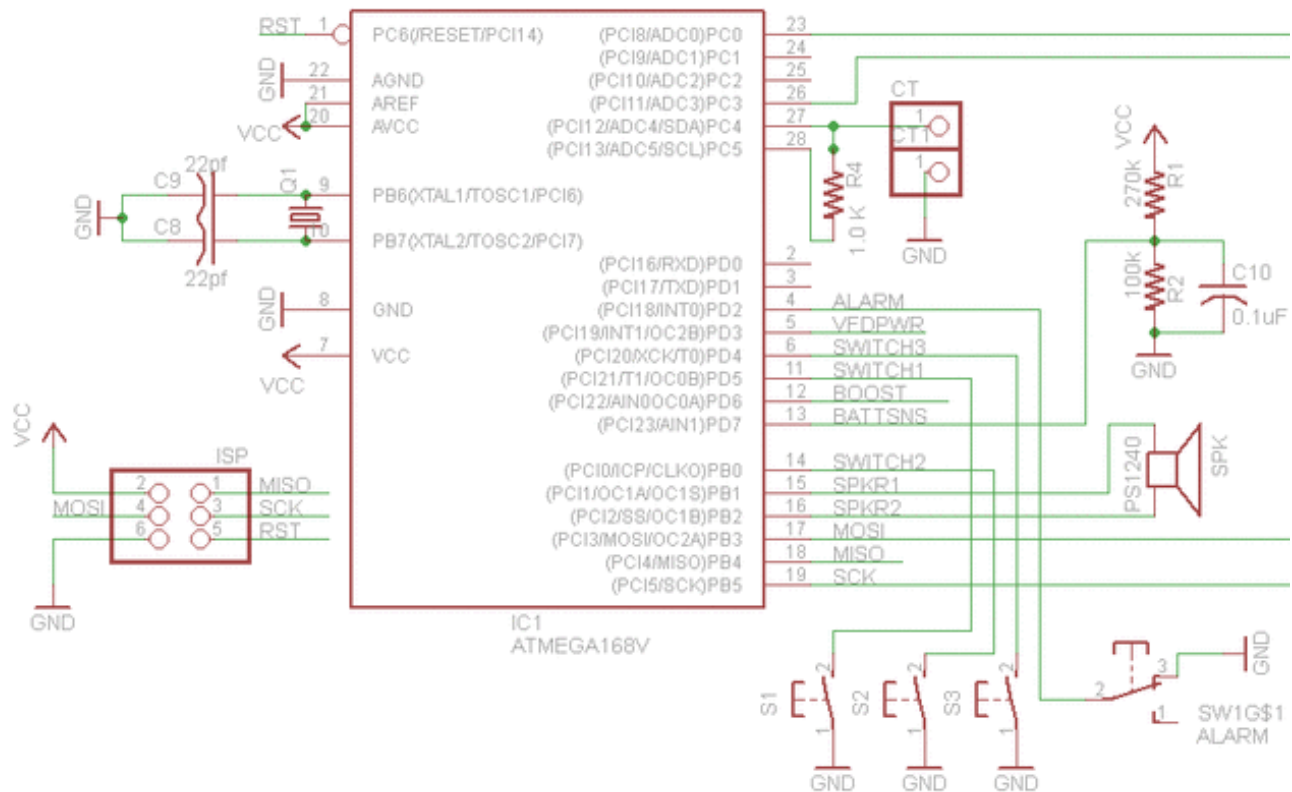 RST
1
PC6(/RESET/PCI14)
GND
22
AGND
21
AREF
VCC
20
AVCC
22pf
C9
Q1
9
PB6(XTAL1/TOSC1/PCI6)
GND
C8
10
PB7(XTAL2/TOSC2/PCI7)
22pf
GND
8
GND
7
VCC
VCC
(PCI8/ADC0)PC0
23
(PCI9/ADC1)PC1
24
(PCI10/ADC2)PC2
25
(PCI11/ADC3)PC3
26
(PCI12/ADC4/SDA)PC4
27
(PCI13/ADC5/SCL)PC5
28
(PCI16/RXD)PD0
2
(PCI17/TXD)PD1
3
(PCI18/INT0)PD2
4
ALARM
(PCI19/INT1/OC2B)PD3
5
VFDPWR
(PCI20/XCK/T0)PD4
6
SWITCH3
(PCI21/T1/OC0B)PD5
11
SWITCH1
(PCI22/AIN0OC0A)PD6
12
BOOST
(PCI23/AIN1)PD7
13
BATTSNS
(PCI0/ICP/CLKO)PB0
14
SWITCH2
(PCI1/OC1A/OC1S)PB1
15
SPKR1
(PCI2/SS/OC1B)PB2
16
SPKR2
(PCI3/MOSI/OC2A)PB3
17
MOSI
(PCI4/MISO)PB4
18
MISO
(PCI5/SCK)PB5
19
SCK
IC1
ATMEGA168V
CT
1
CT1
1
GND
R4
1.0 K
VCC
270k
R1
100k
R2
C10
0.1uF
GND
PS1240
SPK
VCC
ISP
2
1
MISO
MOSI
4
3
SCK
6
5
RST
GND
S1
2
1
GND
S2
2
1
GND
S3
2
1
GND
2
3
1
GND
SW1G$1
ALARM